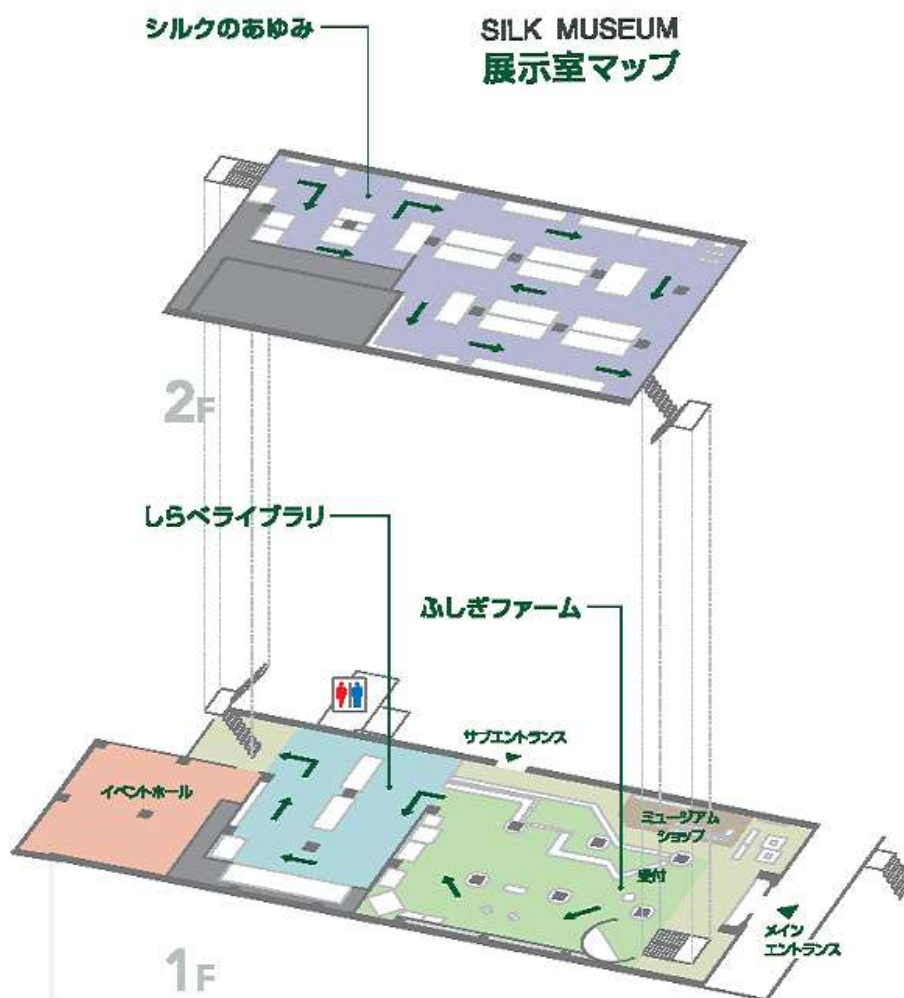 シルクのあゆみ
SILK MUSEUM
展示室マップ
2F
しらべライブラリ
ふしぎファーム
サブエントランス
イベントホール
ミュージアム
ショップ
受付
メイン
エントランス
1F